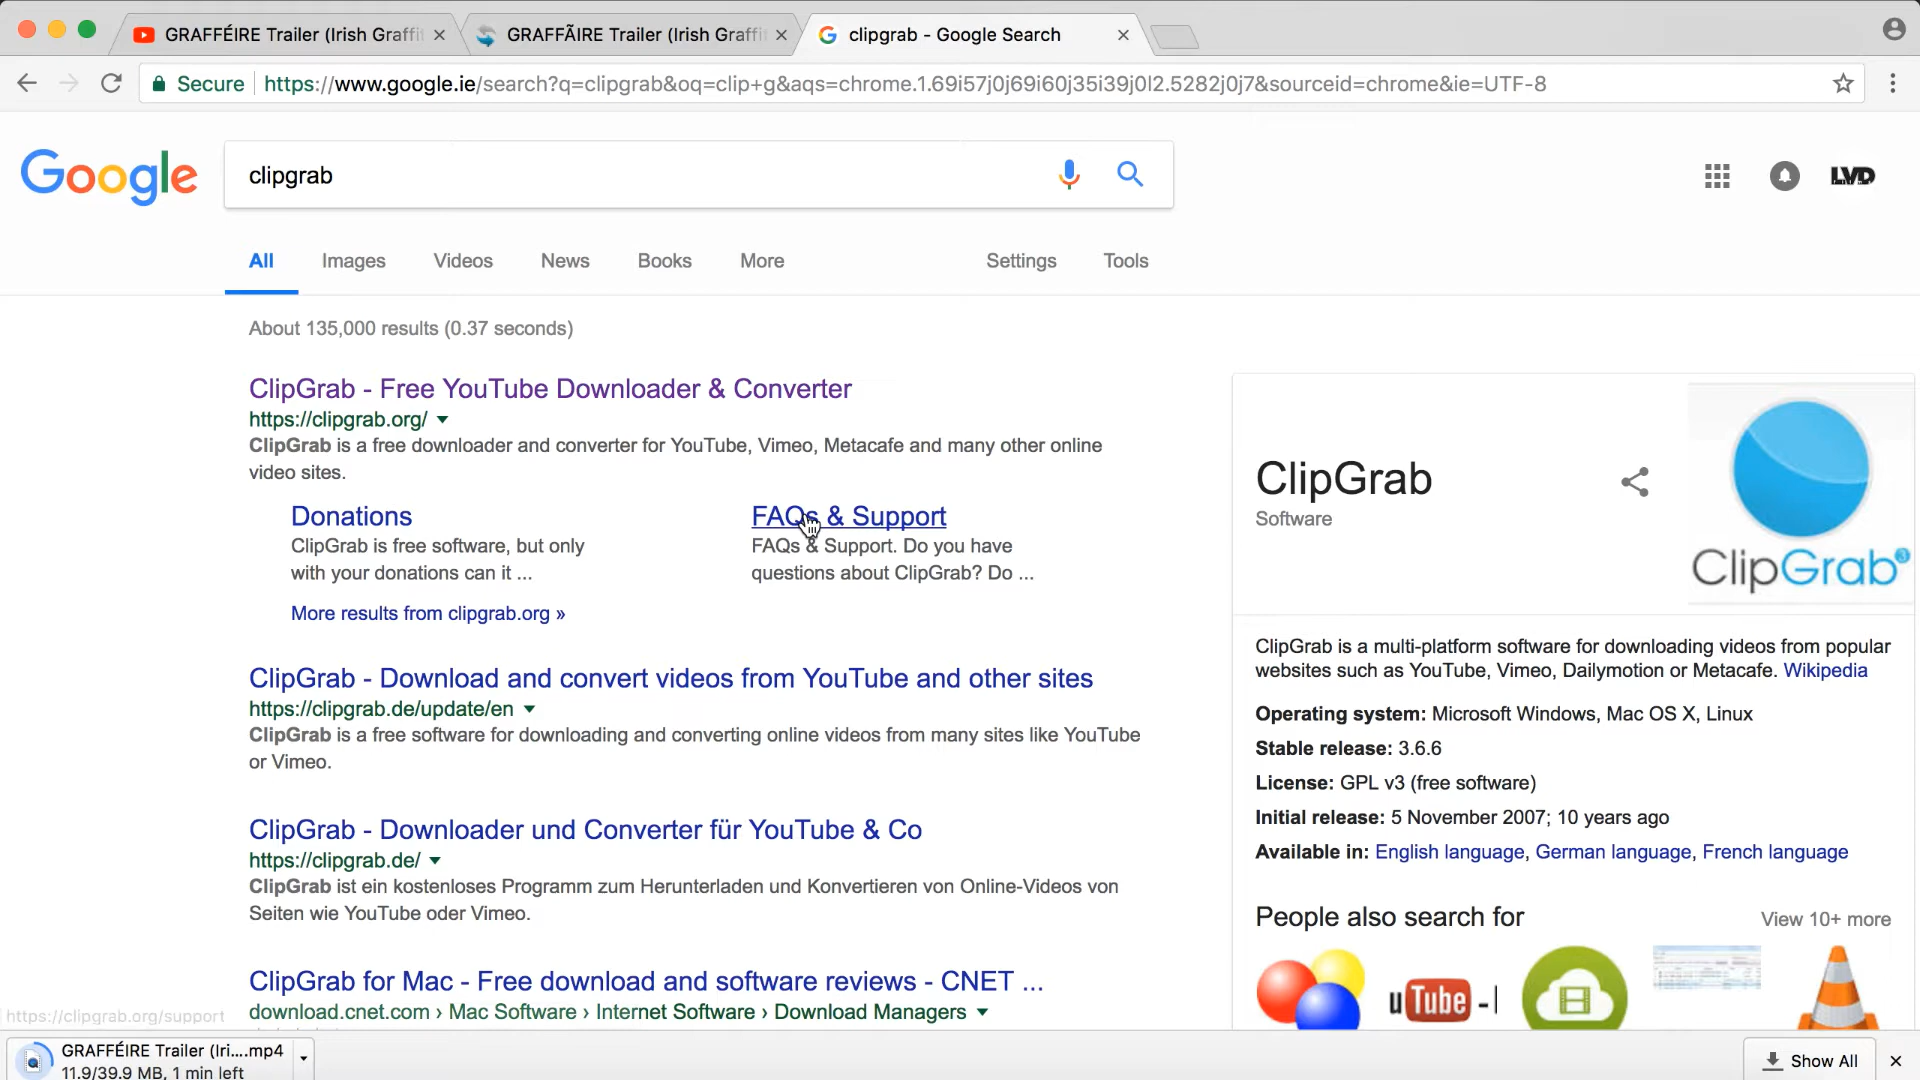 GRAFFÉIRE Trailer (Irish Graffi
GRAFFÃIRE Trailer (Irish Graffi
clipgrab - Google Search
Secure
https://www.google.ie/search?q=clipgrab&oq=clip+g&aqs=chrome.1.69i57j0j69i60j35i39j0l2.5282j0j7&sourceid=chrome&ie=UTF-8
Google
clipgrab
LVD
All
Images
Videos
News
Books
More
Settings
Tools
About 135,000 results (0.37 seconds)
ClipGrab - Free YouTube Downloader & Converter
https://clipgrab.org/
ClipGrab is a free downloader and converter for YouTube, Vimeo, Metacafe and many other online
video sites.
Donations
ClipGrab is free software, but only
with your donations can it ...
FAQs & Support
FAQs & Support. Do you have
questions about ClipGrab? Do ...
More results from clipgrab.org »
ClipGrab - Download and convert videos from YouTube and other sites
https://clipgrab.de/update/en
ClipGrab is a free software for downloading and converting online videos from many sites like YouTube
or Vimeo.
ClipGrab - Downloader und Converter für YouTube & Co
https://clipgrab.de/
ClipGrab ist ein kostenloses Programm zum Herunterladen und Konvertieren von Online-Videos von
Seiten wie YouTube oder Vimeo.
ClipGrab for Mac - Free download and software reviews - CNET ...
download.cnet.com › Mac Software › Internet Software › Download Managers
ClipGrab
Software
ClipGrab3
ClipGrab is a multi-platform software for downloading videos from popular
websites such as YouTube, Vimeo, Dailymotion or Metacafe. Wikipedia
Operating system: Microsoft Windows, Mac OS X, Linux
Stable release: 3.6.6
License: GPL v3 (free software)
Initial release: 5 November 2007; 10 years ago
Available in: English language, German language, French language
People also search for
View 10+ more
uTube -
https://clipgrab.org/support
GRAFFÉIRE Trailer (Iri....mp4
11.9/39.9 MB, 1 min left
Show All